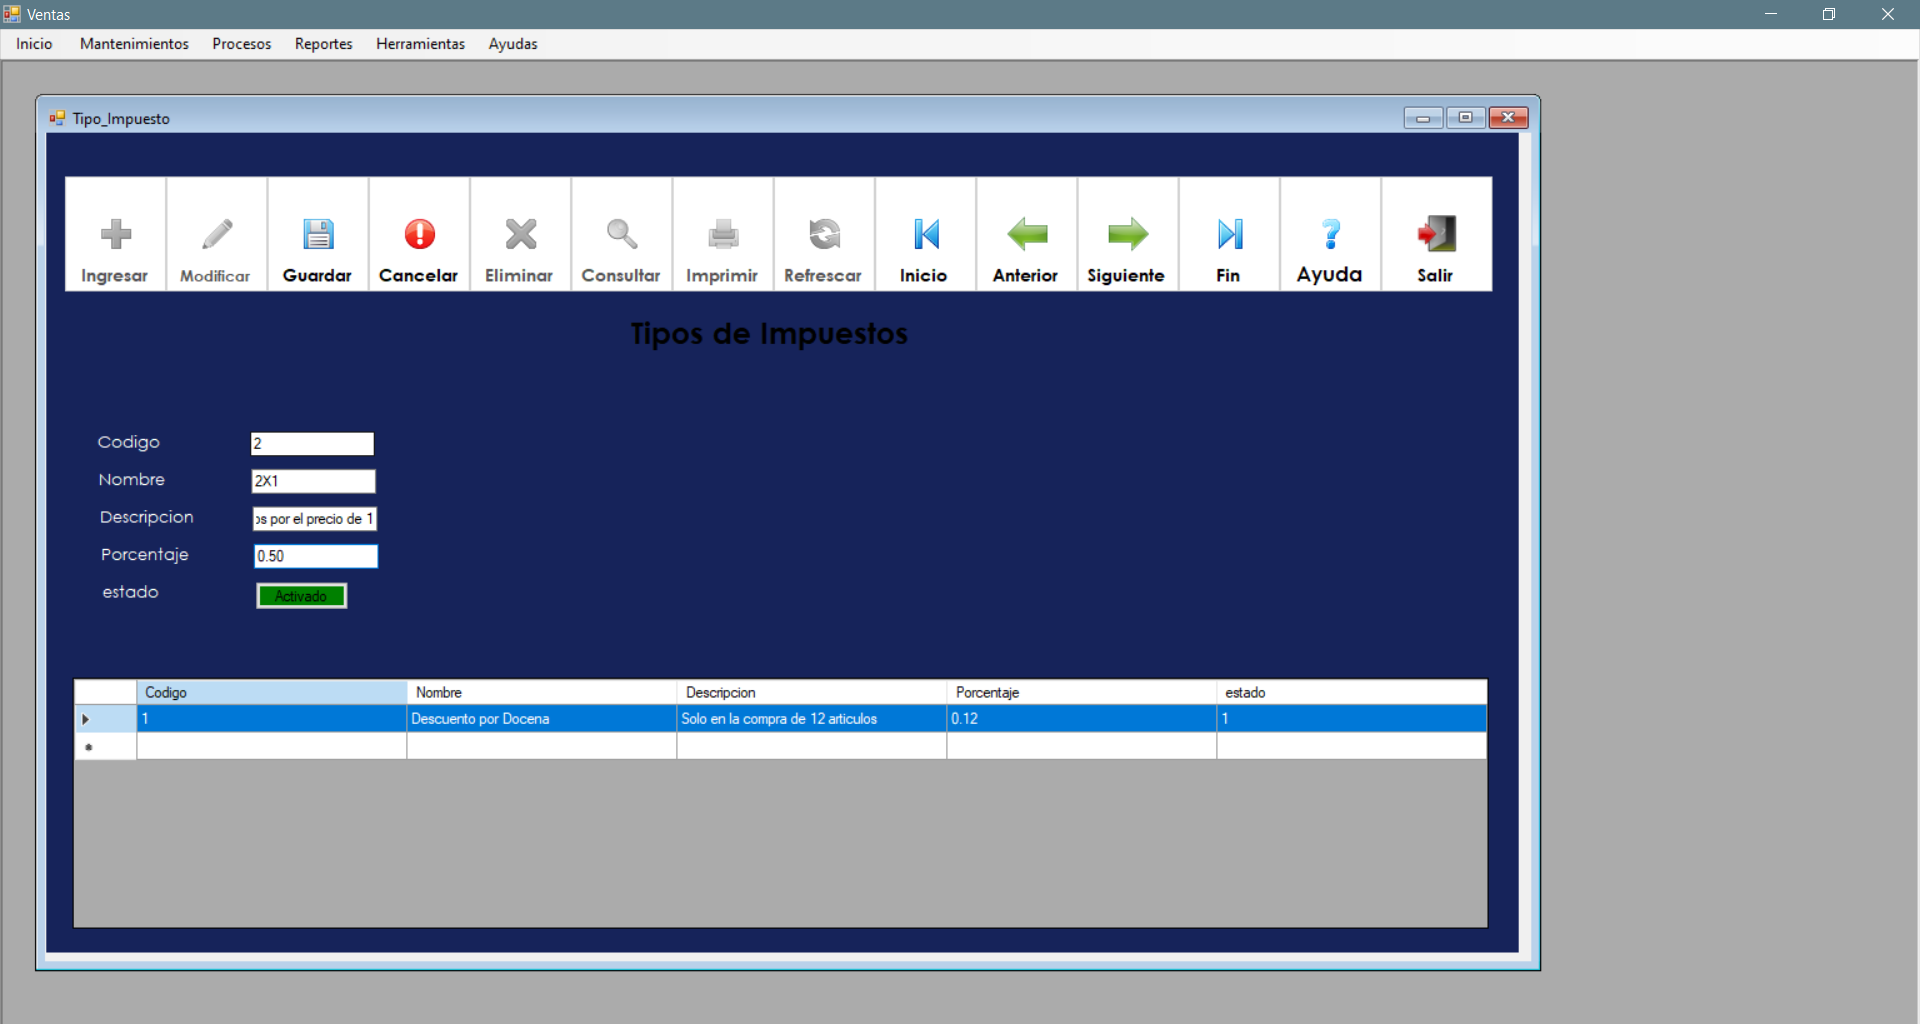 Ventas
Inicio Mantenimientos Procesos Reportes Herramientas Ayudas
Tipo_Impuesto
Ingresar Modificar Guardar Cancelar Eliminar Consultar Imprimir Refrescar Inicio Anterior Siguiente Fin Ayuda Salir
Tipos de Impuestos
Codigo 2
Nombre 2X1
Descripcion os por el precio de 1
Porcentaje 0.50
estado Activado
Codigo Nombre Descripcion Porcentaje estado
1 Descuento por Docena Solo en la compra de 12 articulos 0.12 1